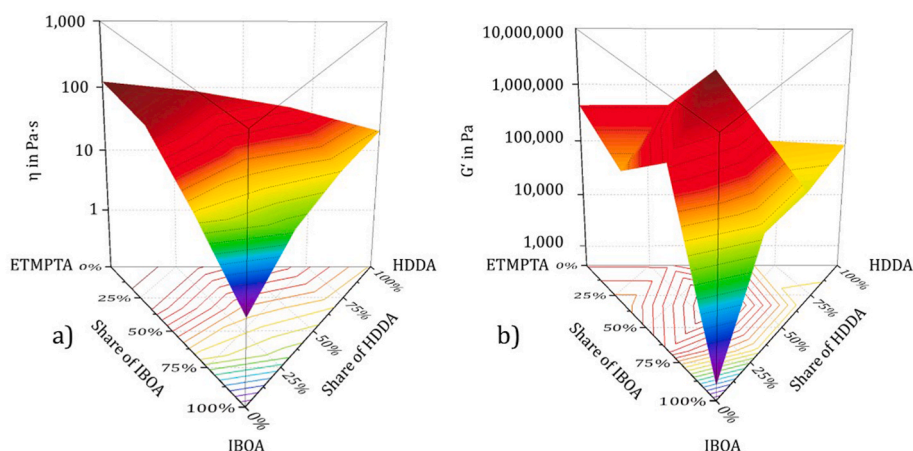 1,000
100
10
1
η in Pa·s
ETMPTA
0%
25%
50%
75%
100%
Share of IBOA
IBOA
0%
25%
50%
75%
100%
Share of HDDA
HDDA
a)
10,000,000
1,000,000
100,000
10,000
1,000
G‘ in Pa
ETMPTA
0%
25%
50%
75%
100%
Share of IBOA
IBOA
0%
25%
50%
75%
100%
Share of HDDA
HDDA
b)